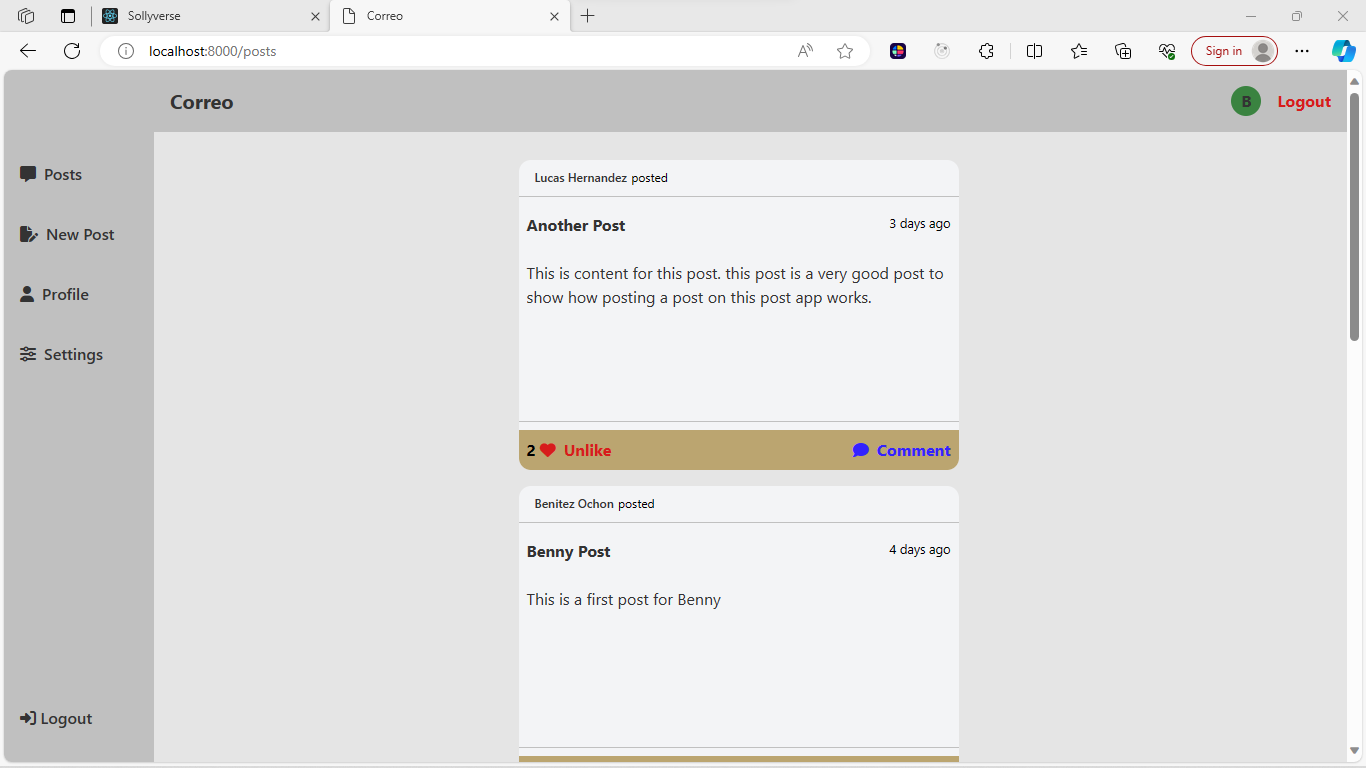 Sollyverse
Correo
localhost:8000/posts
Sign in
Correo
B
Logout
Posts
New Post
Profile
Settings
Logout
Lucas Hernandez posted
Another Post
3 days ago
This is content for this post. this post is a very good post to
show how posting a post on this post app works.
2 Unlike
Comment
Benitez Ochon posted
Benny Post
4 days ago
This is a first post for Benny